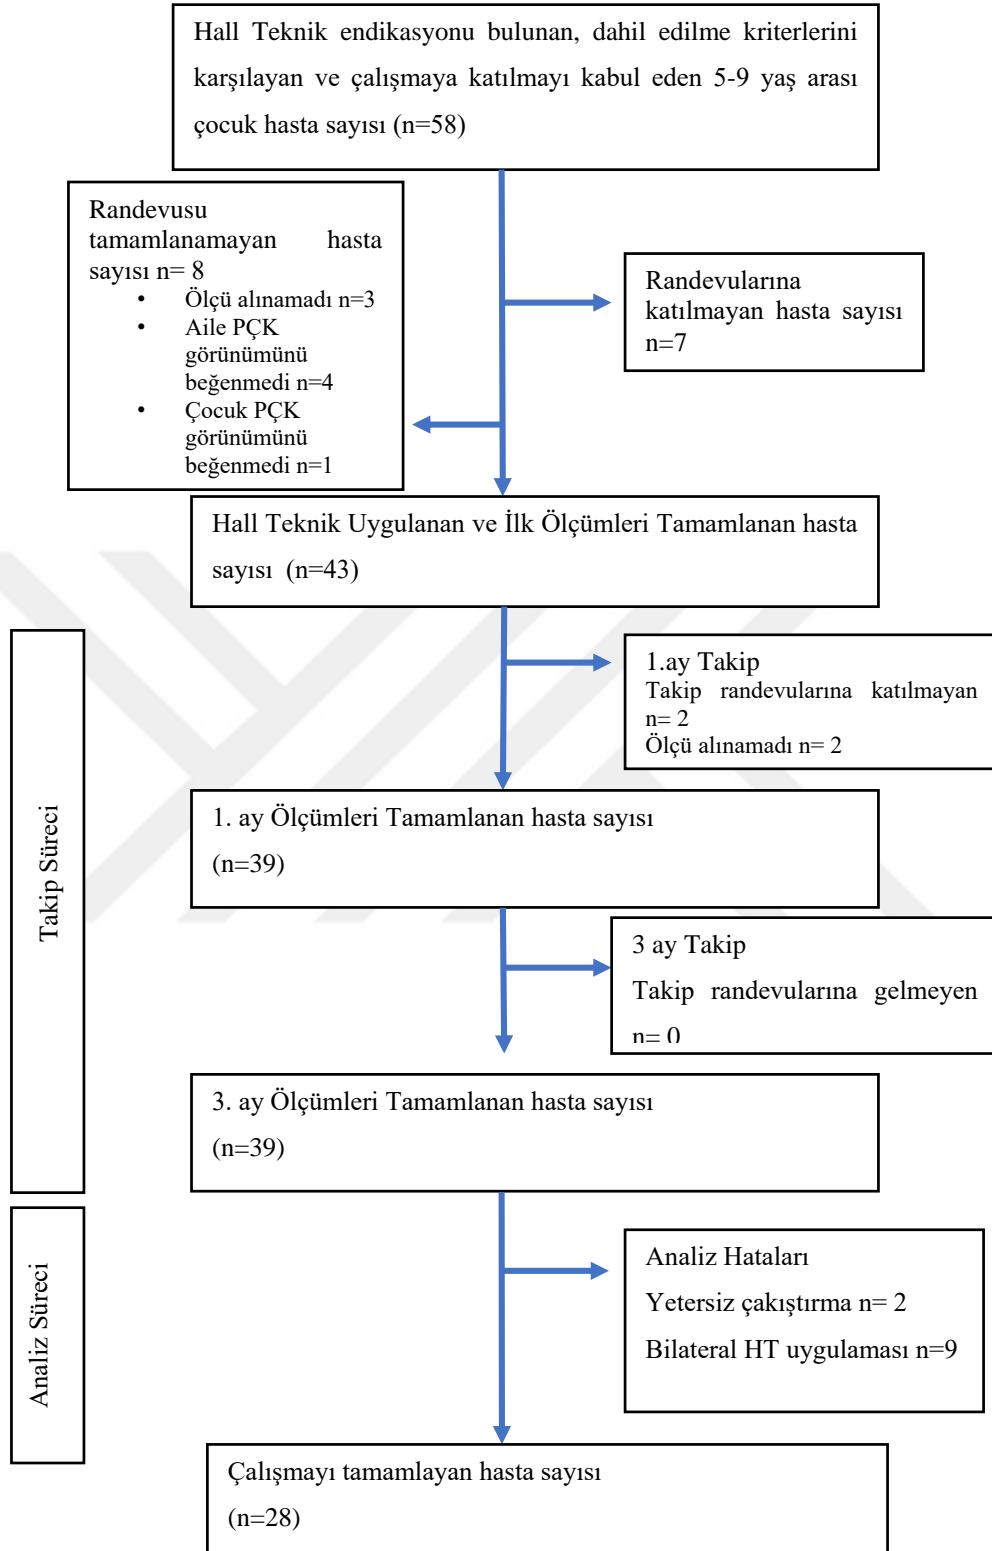 Hall Teknik endikasyonu bulunan, dahil edilme kriterlerini
karşılayan ve çalışmaya katılmayı kabul eden 5-9 yaş arası
çocuk hasta sayısı (n=58)
Randevusu
tamamlanamayan hasta
sayısı n= 8
• Ölçü alınamadı n=3
• Aile PÇK
görünümünü
beğenmedi n=4
• Çocuk PÇK
görünümünü
beğenmedi n=1
Randevularına
katılmayan hasta sayısı
n=7
Hall Teknik Uygulanan ve İlk Ölçümleri Tamamlanan hasta
sayısı (n=43)
Takip Süreci
1.ay Takip
Takip randevularına katılmayan
n= 2
Ölçü alınamadı n= 2
1. ay Ölçümleri Tamamlanan hasta sayısı
(n=39)
3 ay Takip
Takip randevularına gelmeyen
n= 0
3. ay Ölçümleri Tamamlanan hasta sayısı
(n=39)
Analiz Süreci
Analiz Hataları
Yetersiz çakıştırma n= 2
Bilateral HT uygulaması n=9
Çalışmayı tamamlayan hasta sayısı
(n=28)